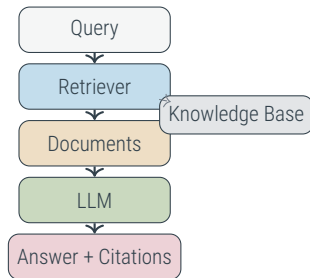 Query
Retriever
Knowledge Base
Documents
LLM
Answer + Citations